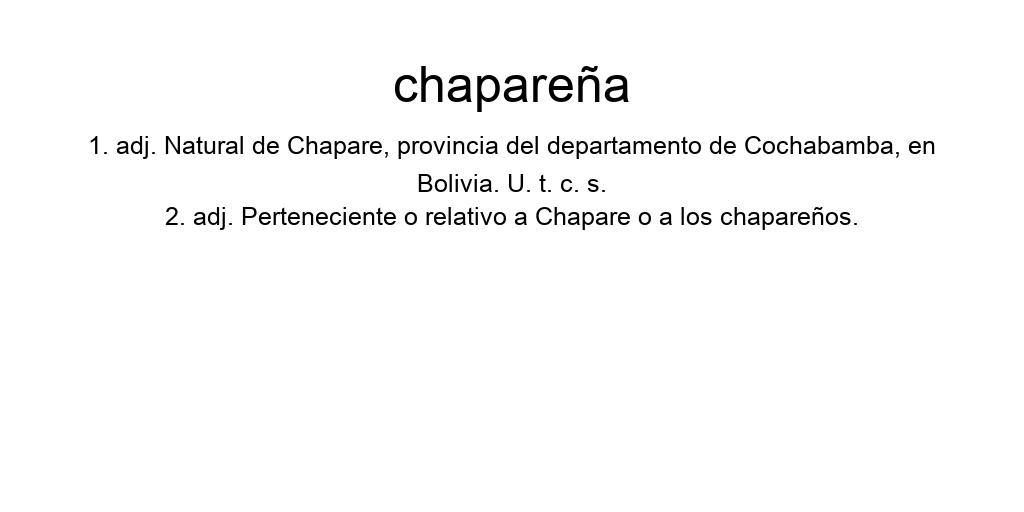 chapareña
1. adj. Natural de Chapare, provincia del departamento de Cochabamba, en
Bolivia. U. t. c. s.
2. adj. Perteneciente o relativo a Chapare o a los chapareños.